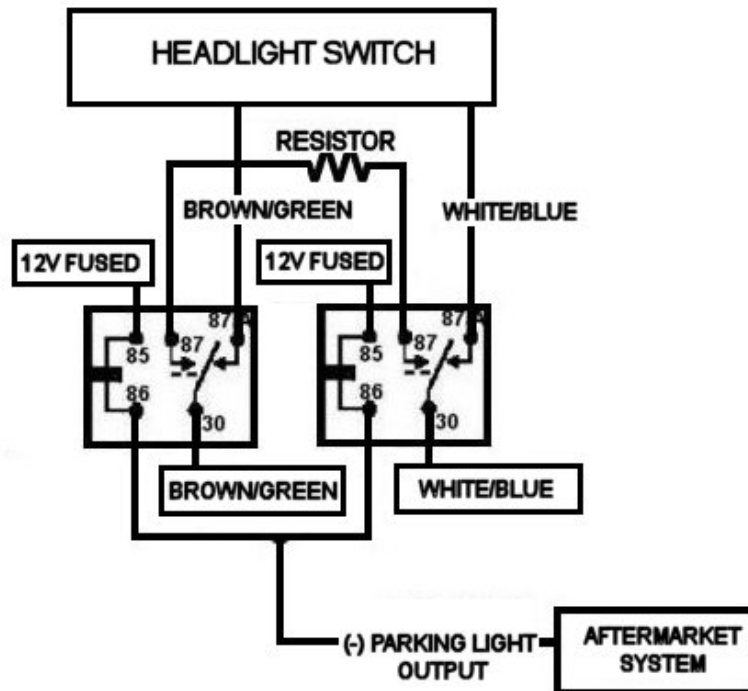 HEADLIGHT SWITCH
RESISTOR
BROWN/GREEN
WHITE/BLUE
12V FUSED
12V FUSED
85
87
87A
86
30
85
87
87A
86
30
BROWN/GREEN
WHITE/BLUE
(-) PARKING LIGHT
OUTPUT
AFTERMARKET
SYSTEM